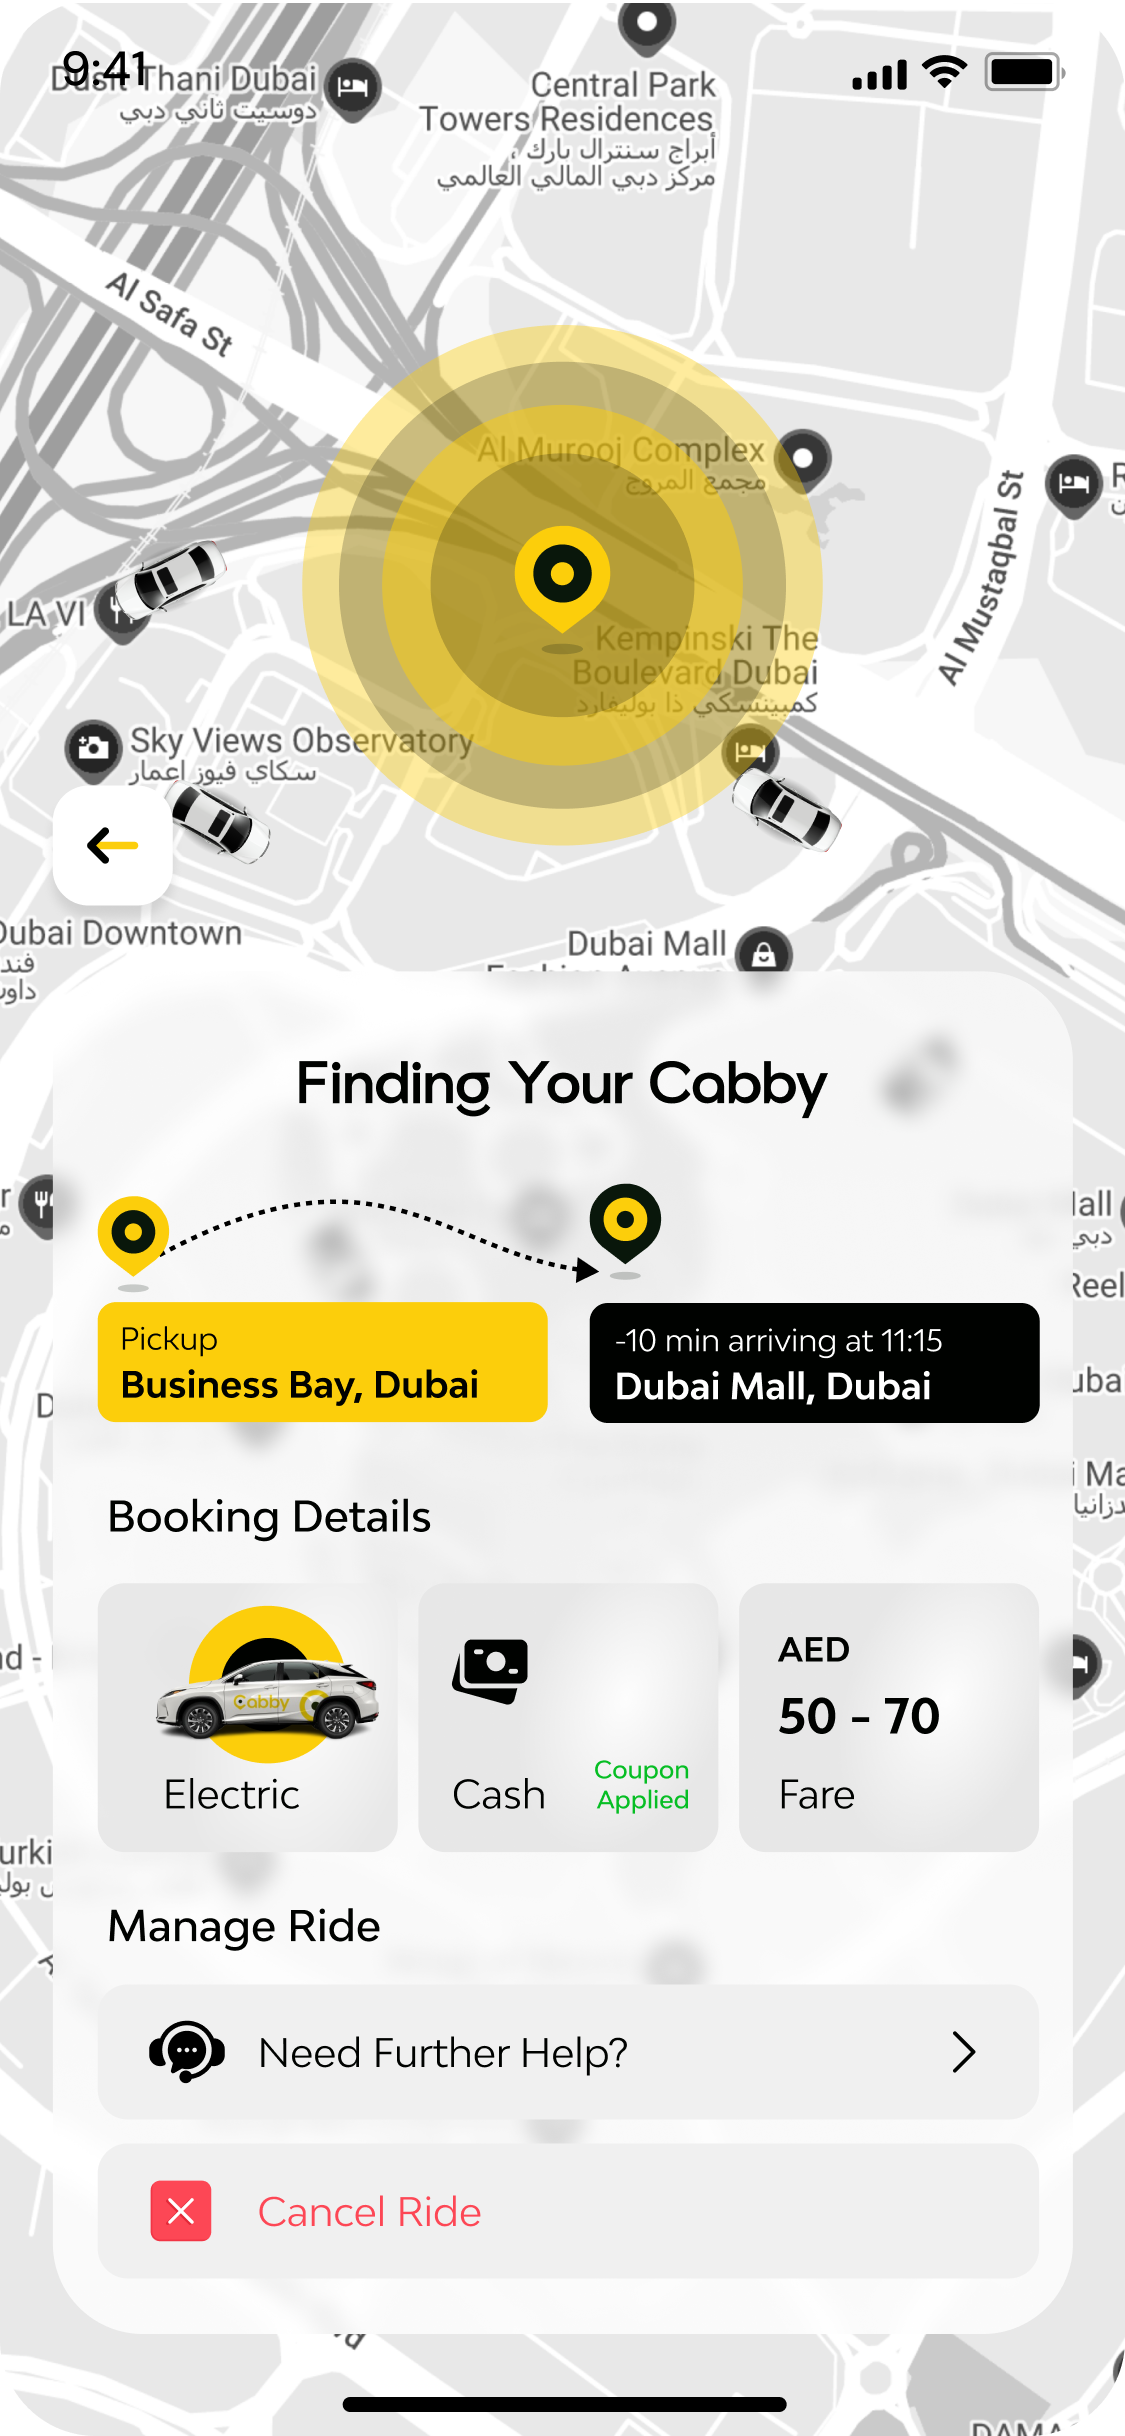 9:41
Dusit Thani Dubai
دوسيت ثاني دبي
Central Park
Towers Residences
أبراج سنترال بارك ،
مركز دبي المالي العالمي
Al Safa St
Al Murooj Complex
مجمع المروج
Al Mustaqbal St
LA VI
Kempinski The
Boulevard Dubai
كمبينسكي ذا بوليفارد
Sky Views Observatory
سكاي فيوز اعمار
Dubai Downtown
Dubai Mall
Fashion Avenue
Finding Your Cabby
Pickup
Business Bay, Dubai
-10 min arriving at 11:15
Dubai Mall, Dubai
Booking Details
Cabby
Electric
Cash
Coupon
Applied
AED
50 - 70
Fare
Manage Ride
Need Further Help?
Cancel Ride